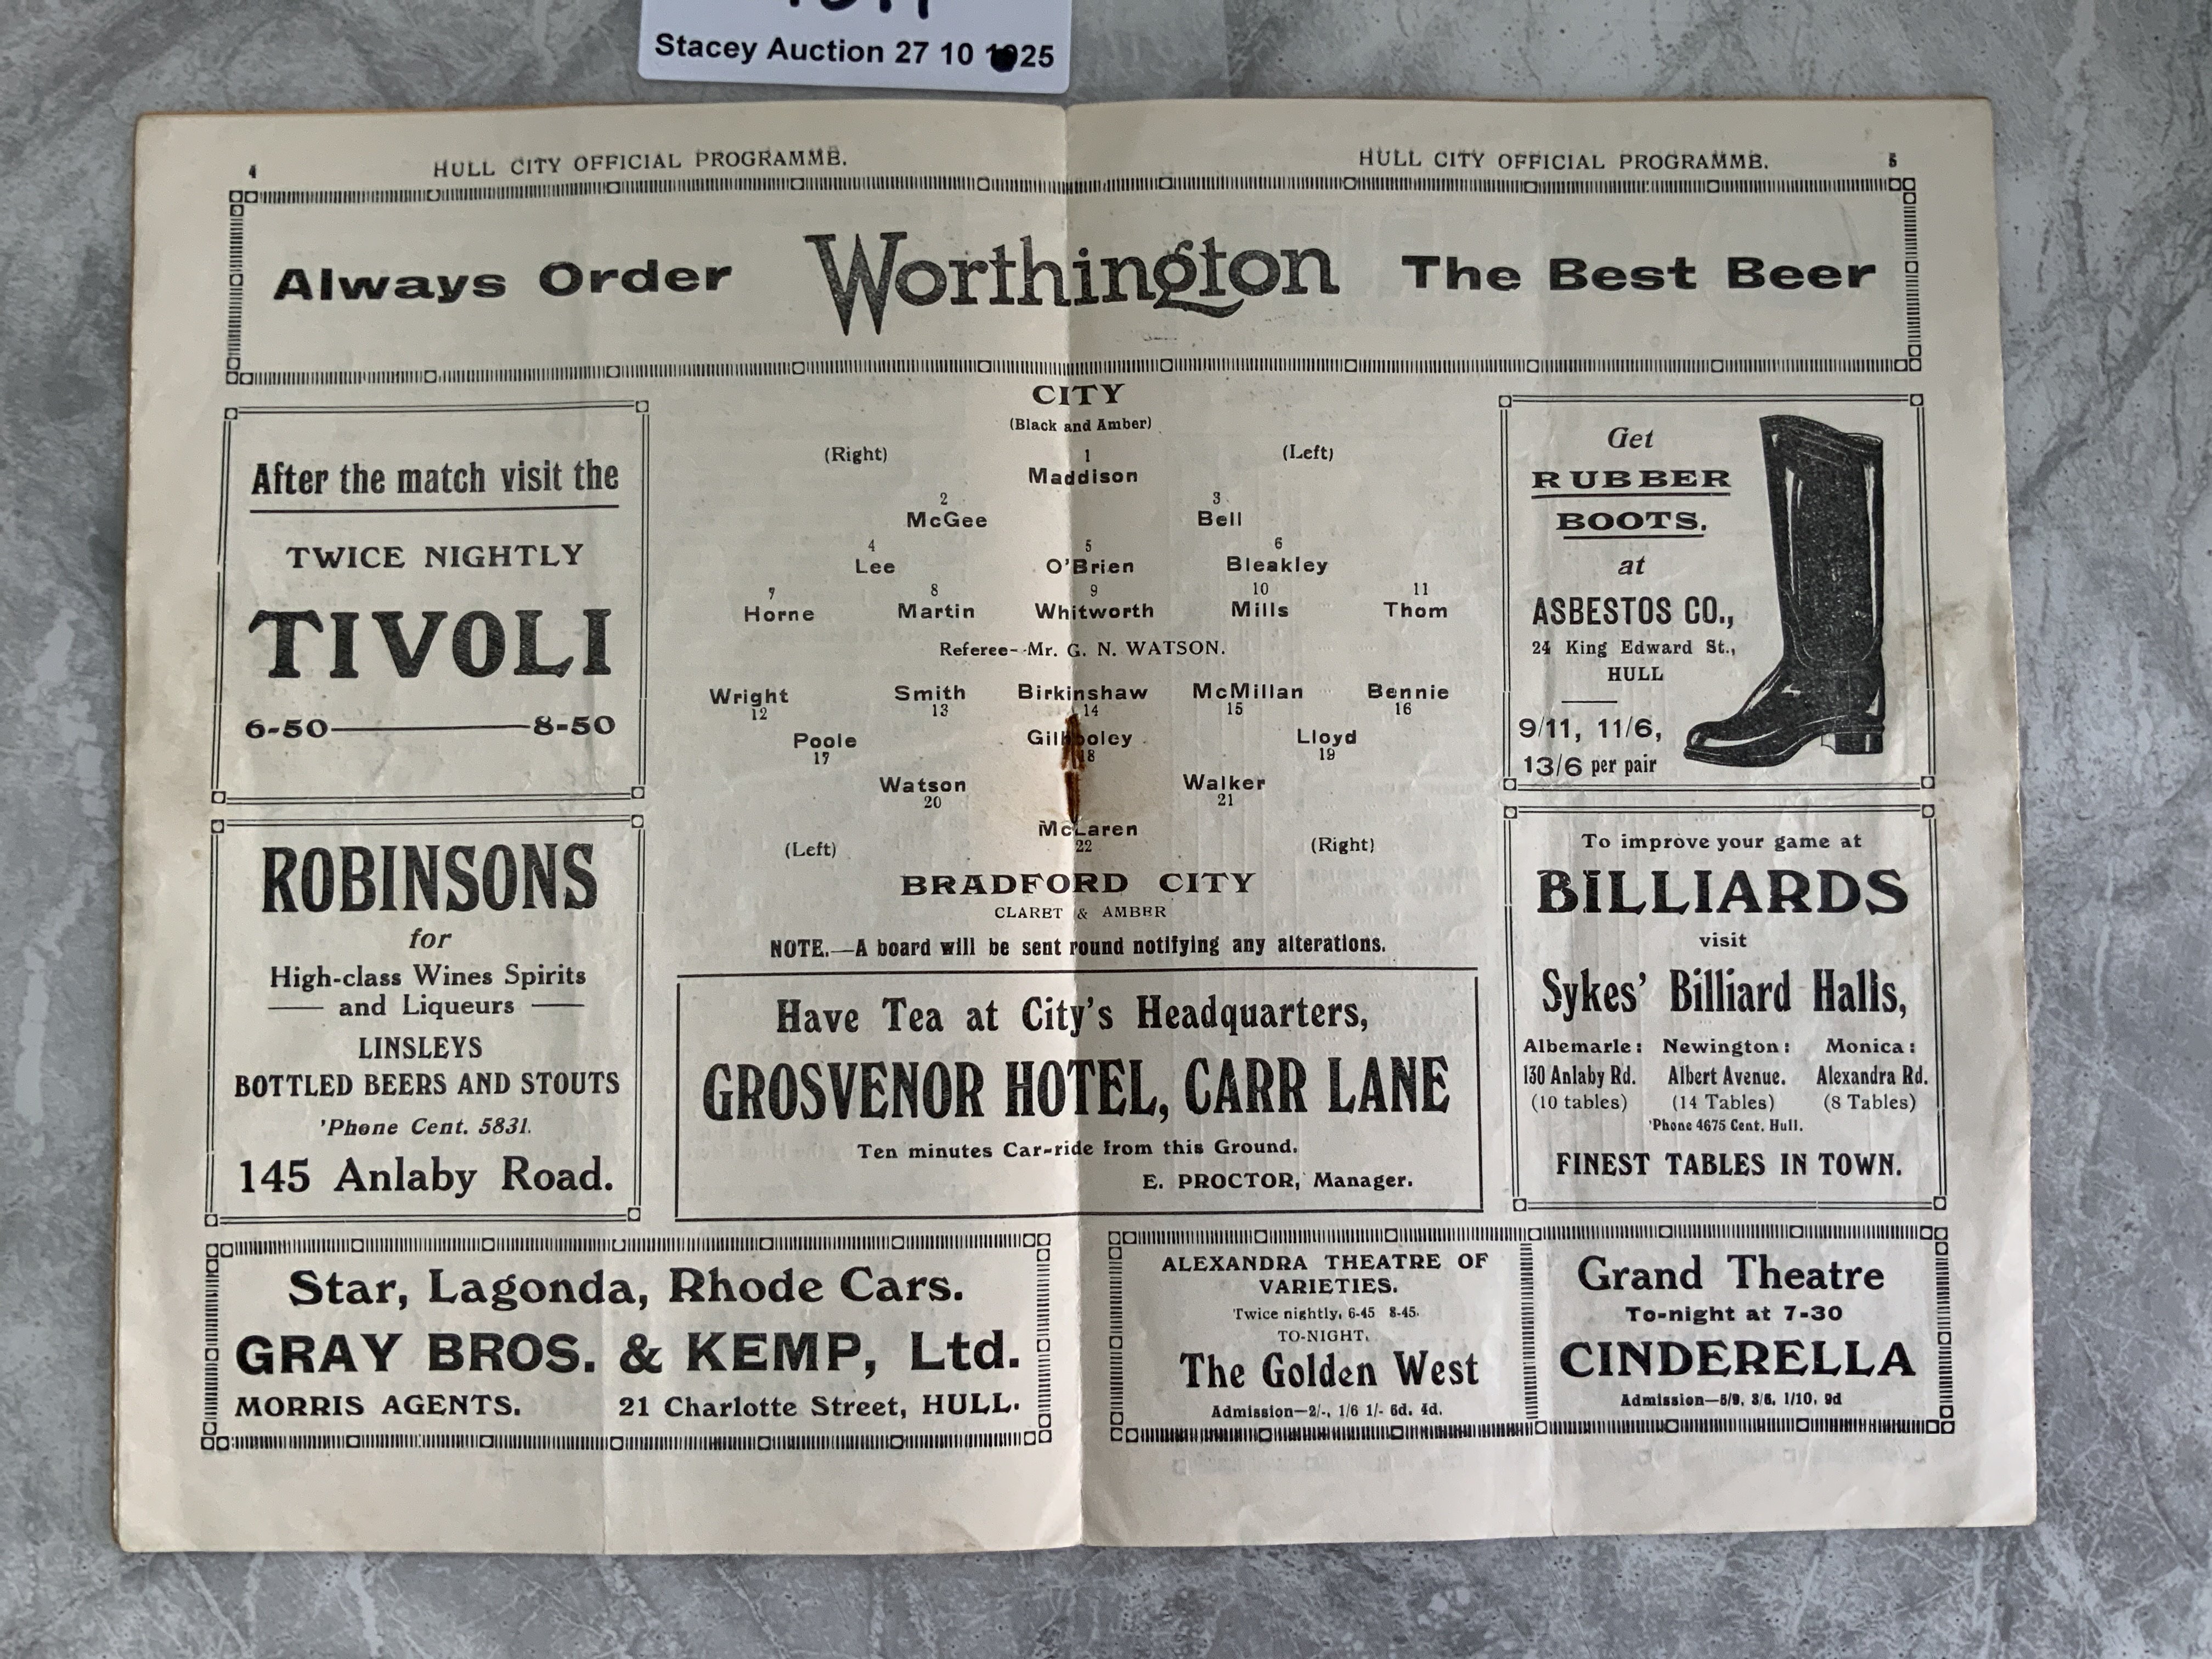 Stacey Auction 27 10 25
4 HULL CITY OFFICIAL PROGRAMME.
HULL CITY OFFICIAL PROGRAMME. 5
Always Order Worthington The Best Beer
After the match visit the
TWICE NIGHTLY
TIVOLI
6-50 8-50
ROBINSONS
for
High-class Wines Spirits
and Liqueurs
LINSLEYS
BOTTLED BEERS AND STOUTS
'Phone Cent. 5831.
145 Anlaby Road.
CITY
(Black and Amber)
(Right) (Left)
1
Maddison
2 3
McGee Bell
4 5 6
Lee O'Brien Bleakley
7 8 9 10 11
Horne Martin Whitworth Mills Thom
Referee--Mr. G. N. WATSON.
Wright Smith Birkinshaw McMillan Bennie
12 13 14 15 16
Poole Gilhooley Lloyd
17 18 19
Watson Walker
20 21
McLaren
22
(Left) (Right)
BRADFORD CITY
CLARET & AMBER
NOTE.—A board will be sent round notifying any alterations.
Have Tea at City's Headquarters,
GROSVENOR HOTEL, CARR LANE
Ten minutes Car-ride from this Ground.
E. PROCTOR, Manager.
Get
RUBBER
BOOTS.
at
ASBESTOS CO.,
24 King Edward St.,
HULL
9/11, 11/6,
13/6 per pair
To improve your game at
BILLIARDS
visit
Sykes' Billiard Halls,
Albemarle: Newington: Monica:
130 Anlaby Rd. Albert Avenue. Alexandra Rd.
(10 tables) (14 Tables) (8 Tables)
'Phone 4675 Cent. Hull.
FINEST TABLES IN TOWN.
Star, Lagonda, Rhode Cars.
GRAY BROS. & KEMP, Ltd.
MORRIS AGENTS. 21 Charlotte Street, HULL.
ALEXANDRA THEATRE OF
VARIETIES.
Twice nightly, 6-45 8-45.
TO-NIGHT.
The Golden West
Admission—2/-, 1/6 1/- 6d. 4d.
Grand Theatre
To-night at 7-30
CINDERELLA
Admission—5/9, 3/6, 1/10, 9d